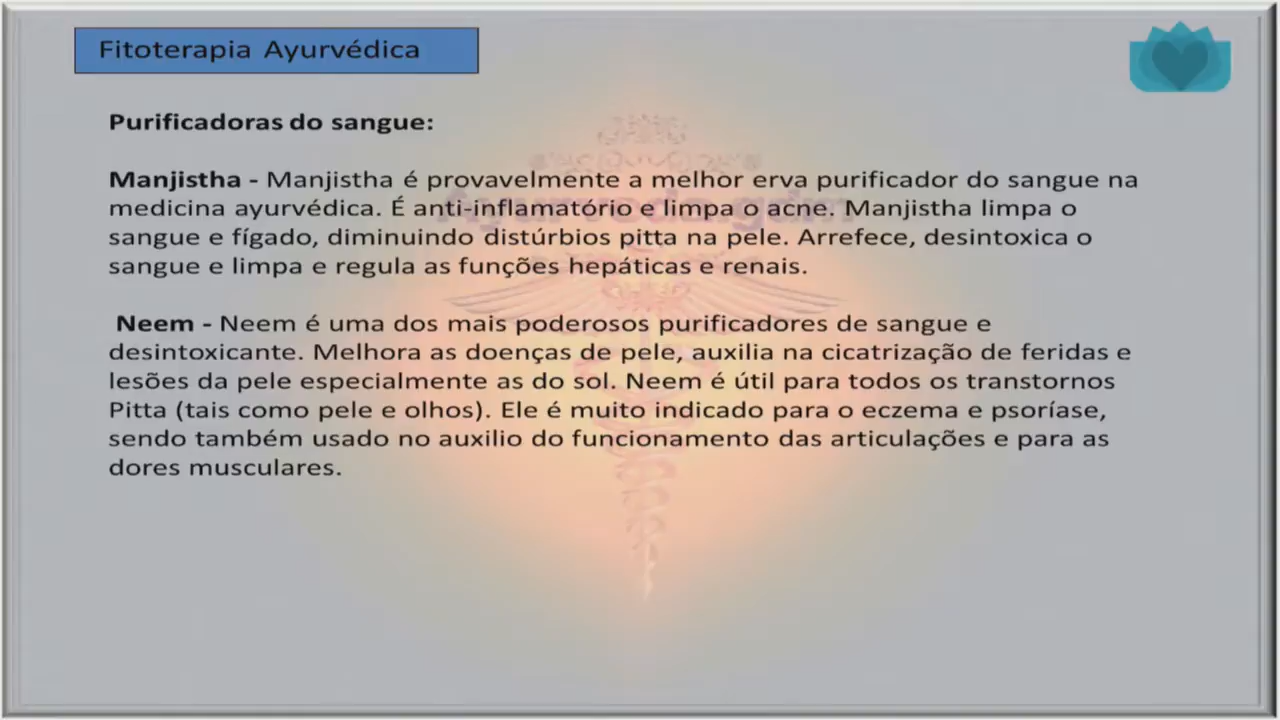 Fitoterapia Ayurvédica
Purificadoras do sangue:
Manjistha - Manjistha é provavelmente a melhor erva purificador do sangue na
medicina ayurvédica. É anti-inflamatório e limpa o acne. Manjistha limpa o
sangue e fígado, diminuindo distúrbios pitta na pele. Arrefece, desintoxica o
sangue e limpa e regula as funções hepáticas e renais.
Neem - Neem é uma dos mais poderosos purificadores de sangue e
desintoxicante. Melhora as doenças de pele, auxilia na cicatrização de feridas e
lesões da pele especialmente as do sol. Neem é útil para todos os transtornos
Pitta (tais como pele e olhos). Ele é muito indicado para o eczema e psoríase,
sendo também usado no auxilio do funcionamento das articulações e para as
dores musculares.